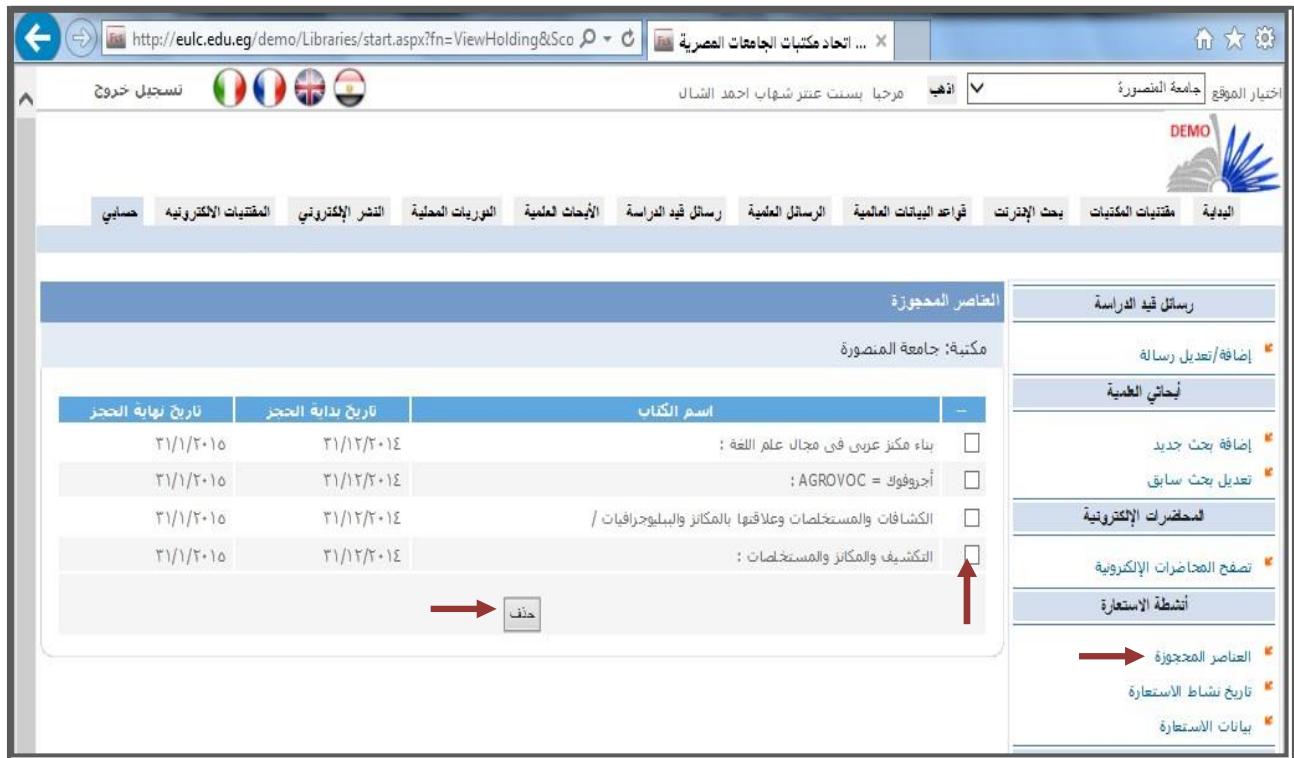 http://eulc.edu.eg/demo/Libraries/start.aspx?fn=ViewHolding&Sco
... اتحاد مكتبات الجامعات المصرية
اختيار الموقع جامعة المنصورة اذهب مرحبا بسنت عنتر شهاب احمد الشال تسجيل خروج
DEMO
البداية مقتنيات المكتبات بحث الإنترنت قواعد البيانات العالمية الرسائل العلمية رسائل قيد الدراسة الأبحاث العلمية الدوريات المحلية النشر الإلكتروني المقتنيات الالكترونيه حسابي
رسائل قيد الدراسة
إضافة/تعديل رسالة
أبحاثي العلمية
إضافة بحث جديد
تعديل بحث سابق
المحاضرات الإلكترونية
تصفح المحاضرات الإلكترونية
أنشطة الاستعارة
العناصر المحجوزة
تاريخ نشاط الاستعارة
بيانات الاستعارة
العناصر المحجوزة
مكتبة: جامعة المنصورة
-- اسم الكتاب تاريخ بداية الحجز تاريخ نهاية الحجز
بناء مكنز عربى فى مجال علم اللغة : ٣١/١٢/٢٠١٤ ٣١/١/٢٠١٥
أجروفوك = AGROVOC : ٣١/١٢/٢٠١٤ ٣١/١/٢٠١٥
الكشافات والمستخلصات وعلاقتها بالمكانز والببليوجرافيات / ٣١/١٢/٢٠١٤ ٣١/١/٢٠١٥
التكشيف والمكانز والمستخلصات : ٣١/١٢/٢٠١٤ ٣١/١/٢٠١٥
حذف